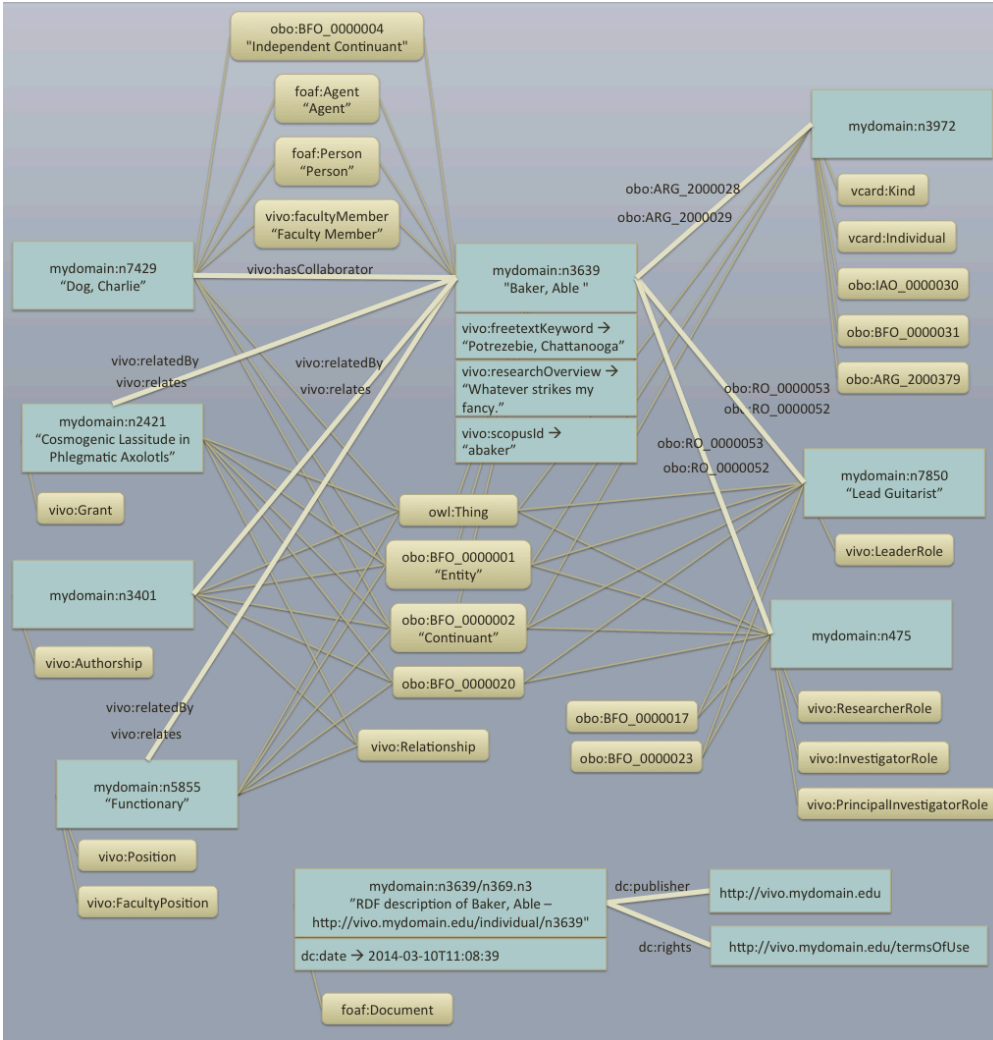 obo:BFO_0000004
"Independent Continuant"
foaf:Agent
“Agent”
foaf:Person
“Person”
vivo:facultyMember
“Faculty Member”
mydomain:n7429
“Dog, Charlie”
vivo:hasCollaborator
mydomain:n3639
"Baker, Able "
vivo:freetextKeyword →
“Potrezebie, Chattanooga”
vivo:researchOverview →
“Whatever strikes my
fancy.”
vivo:scopusId →
“abaker”
obo:ARG_2000028
obo:ARG_2000029
mydomain:n3972
vcard:Kind
vcard:Individual
obo:IAO_0000030
obo:BFO_0000031
obo:ARG_2000379
vivo:relatedBy
vivo:relates
vivo:relatedBy
vivo:relates
mydomain:n2421
“Cosmogenic Lassitude in
Phlegmatic Axolotls”
vivo:Grant
obo:RO_0000053
obo:RO_0000052
obo:RO_0000053
obo:RO_0000052
mydomain:n7850
“Lead Guitarist”
vivo:LeaderRole
owl:Thing
obo:BFO_0000001
“Entity”
obo:BFO_0000002
“Continuant”
obo:BFO_0000020
vivo:Relationship
mydomain:n3401
vivo:Authorship
mydomain:n475
vivo:ResearcherRole
vivo:InvestigatorRole
vivo:PrincipalInvestigatorRole
obo:BFO_0000017
obo:BFO_0000023
vivo:relatedBy
vivo:relates
mydomain:n5855
“Functionary”
vivo:Position
vivo:FacultyPosition
mydomain:n3639/n369.n3
"RDF description of Baker, Able –
http://vivo.mydomain.edu/individual/n3639"
dc:date → 2014-03-10T11:08:39
foaf:Document
dc:publisher
http://vivo.mydomain.edu
dc:rights
http://vivo.mydomain.edu/termsOfUse